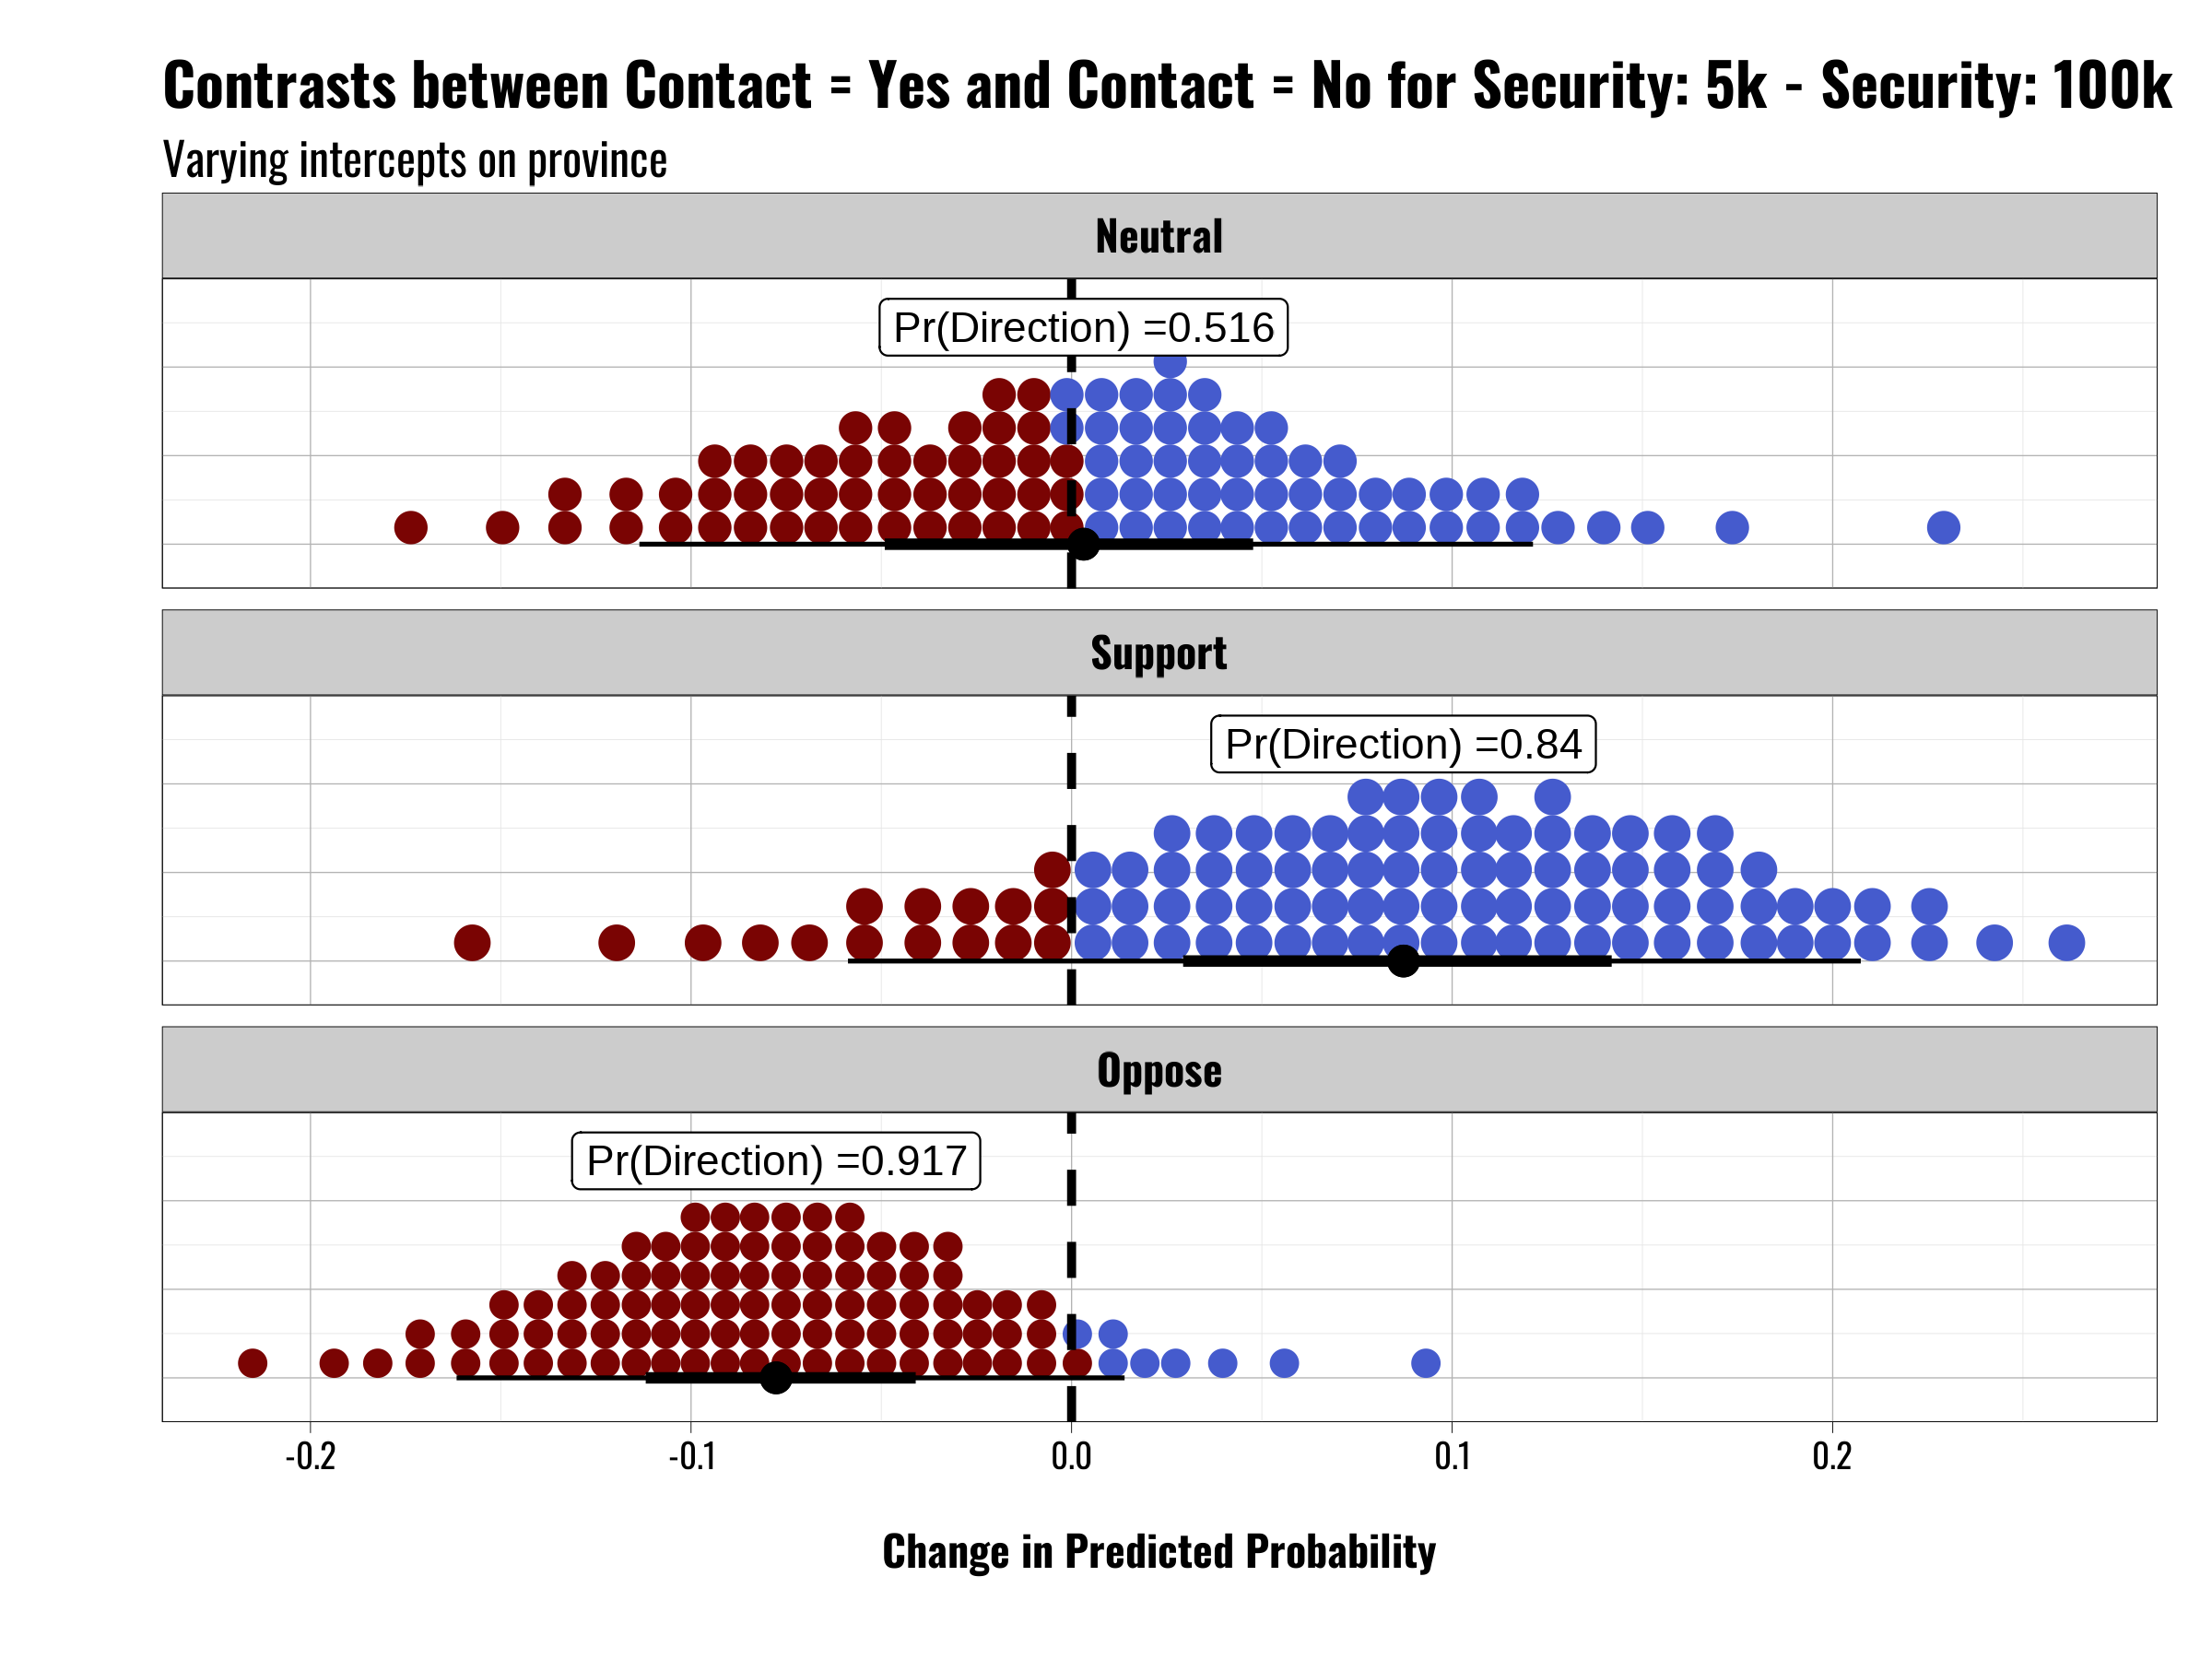 Contrasts between Contact = Yes and Contact = No for Security: 5k - Security: 100k
Varying intercepts on province
Neutral
Pr(Direction) =0.516
Support
Pr(Direction) =0.84
Oppose
Pr(Direction) =0.917
-0.2 -0.1 0.0 0.1 0.2
Change in Predicted Probability